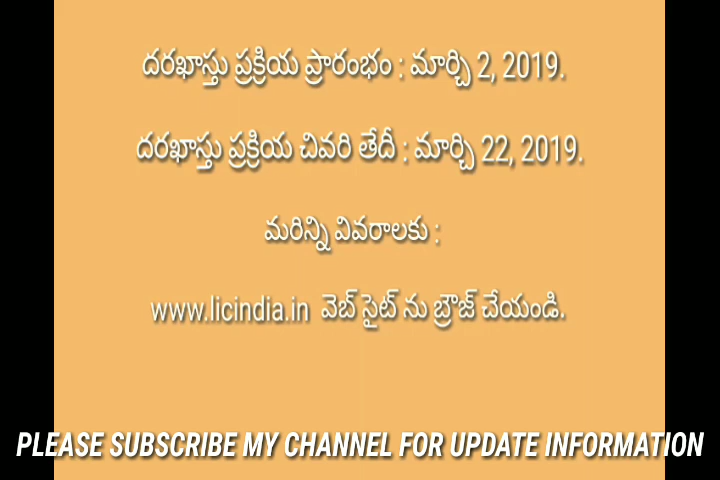 దరఖాస్తు ప్రక్రియ ప్రారంభం : మార్చి 2, 2019.
దరఖాస్తు ప్రక్రియ చివరి తేదీ : మార్చి 22, 2019.
మరిన్ని వివరాలకు :
www.licindia.in వెబ్ సైట్ ను బ్రౌజ్ చేయండి.
PLEASE SUBSCRIBE MY CHANNEL FOR UPDATE INFORMATION